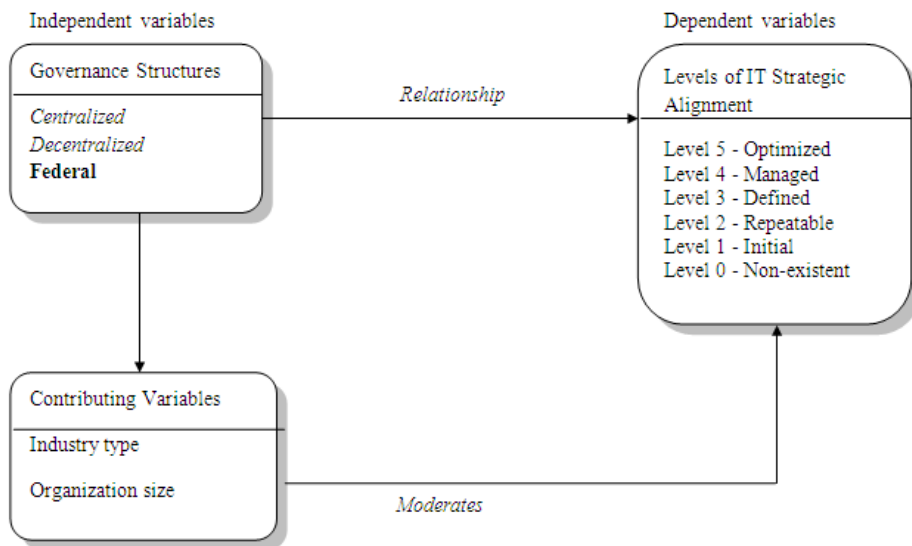 Independent variables
Dependent variables
Governance Structures
Centralized
Decentralized
Federal
Relationship
Levels of IT Strategic
Alignment
Level 5 - Optimized
Level 4 - Managed
Level 3 - Defined
Level 2 - Repeatable
Level 1 - Initial
Level 0 - Non-existent
Contributing Variables
Industry type
Organization size
Moderates